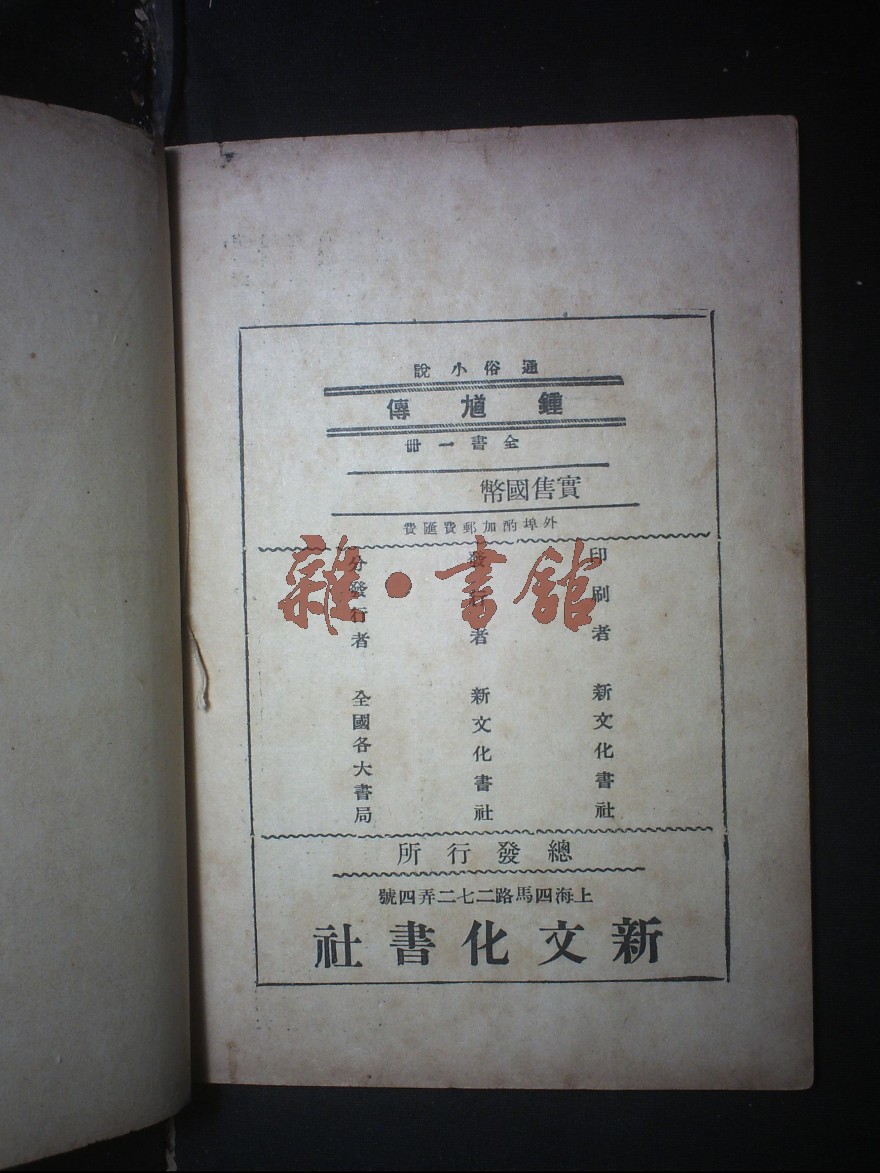 通俗小說
鍾馗傳
全書一冊
實售國幣
外埠酌加郵費匯費
印刷者 新文化書社
發行者 新文化書社
分發行者 全國各大書局
雜·書館
總發行所
上海四馬路二七二弄四號
新文化書社